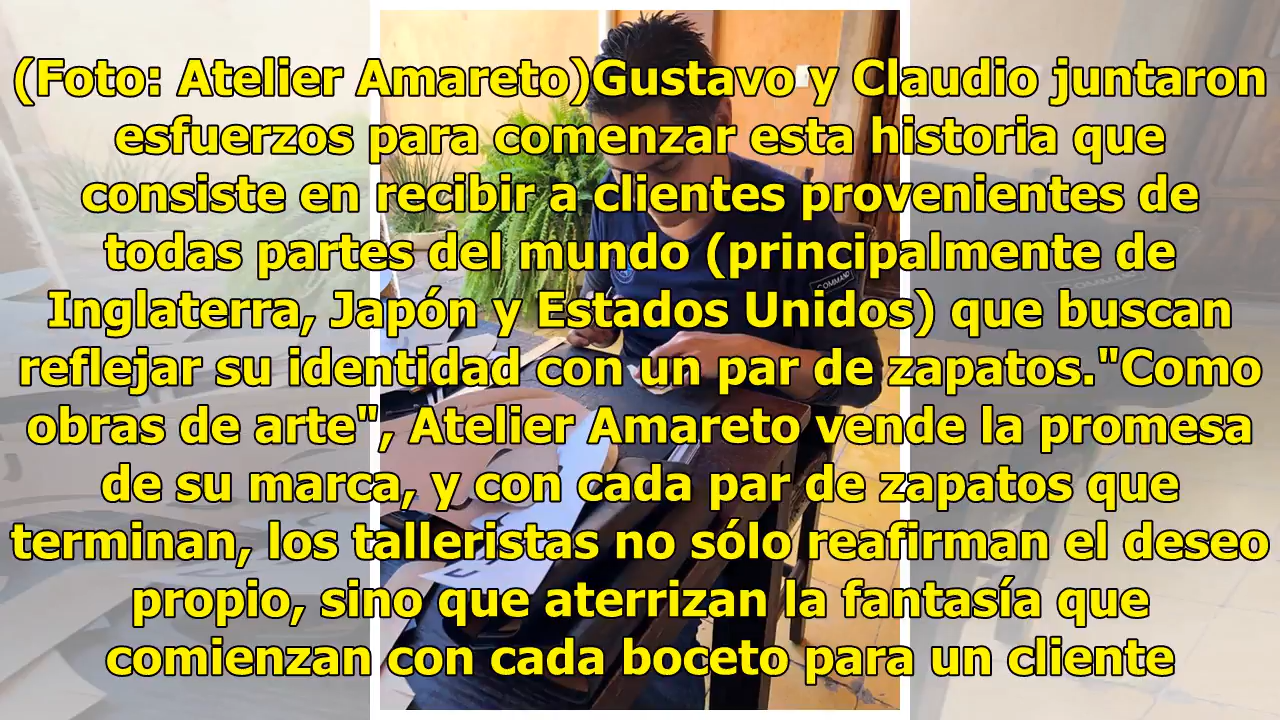 (Foto: Atelier Amareto)Gustavo y Claudio juntaron
esfuerzos para comenzar esta historia que
consiste en recibir a clientes provenientes de
todas partes del mundo (principalmente de
Inglaterra, Japón y Estados Unidos) que buscan
reflejar su identidad con un par de zapatos."Como
obras de arte", Atelier Amareto vende la promesa
de su marca, y con cada par de zapatos que
terminan, los talleristas no sólo reafirman el deseo
propio, sino que aterrizan la fantasía que
comienzan con cada boceto para un cliente
COMMAND